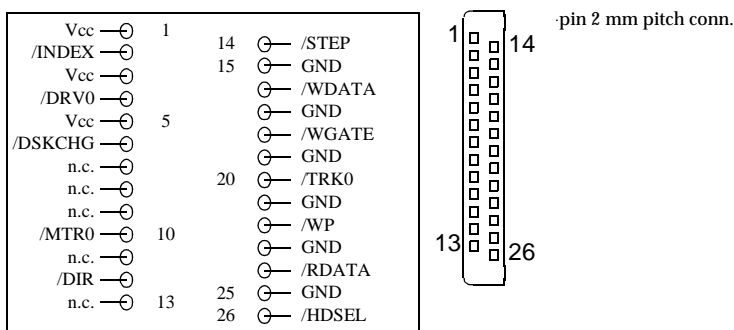 -pin 2 mm pitch conn.
Vcc 1
/INDEX
Vcc
/DRV0
Vcc 5
/DSKCHG
n.c.
n.c.
n.c.
/MTR0 10
n.c.
/DIR
n.c. 13
14 /STEP
15 GND
/WDATA
GND
/WGATE
GND
20 /TRK0
GND
/WP
GND
/RDATA
25 GND
26 /HDSEL
1
14
13
26